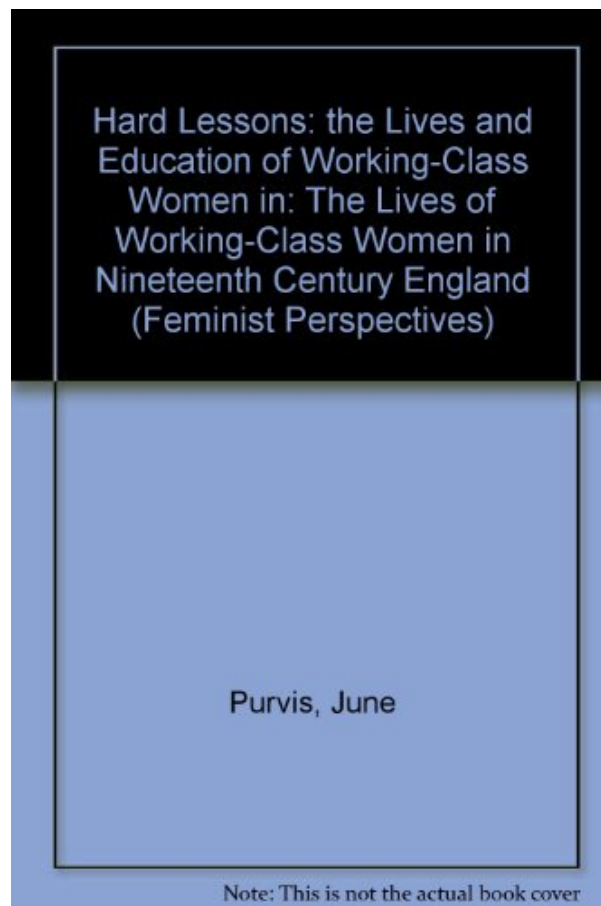 Hard Lessons: the Lives and
Education of Working-Class
Women in: The Lives of
Working-Class Women in
Nineteenth Century England
(Feminist Perspectives)
Purvis, June
Note: This is not the actual book cover